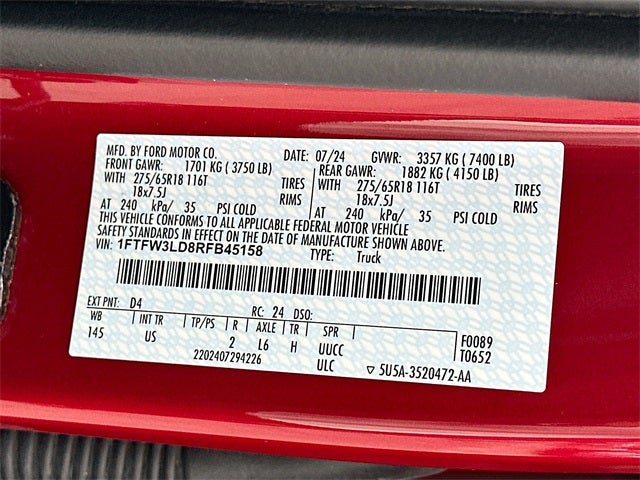 MFD. BY FORD MOTOR CO. DATE: 07/24 GVWR: 3357 KG ( 7400 LB)
FRONT GAWR: 1701 KG ( 3750 LB) REAR GAWR: 1882 KG ( 4150 LB)
WITH 275/65R18 116T TIRES WITH 275/65R18 116T TIRES
18x7.5J RIMS 18x7.5J RIMS
AT 240 kPa/ 35 PSI COLD AT 240 kPa/ 35 PSI COLD
THIS VEHICLE CONFORMS TO ALL APPLICABLE FEDERAL MOTOR VEHICLE
SAFETY STANDARDS IN EFFECT ON THE DATE OF MANUFACTURE SHOWN ABOVE.
VIN: 1FTFW3LD8RFB45158 TYPE: Truck
EXT PNT: D4 RC: 24 DSO:
WB INT TR TP/PS R AXLE TR SPR F0089
145 US 2 L6 H UUCC T0652
2202407294226 ULC ▽ 5U5A-3520472-AA